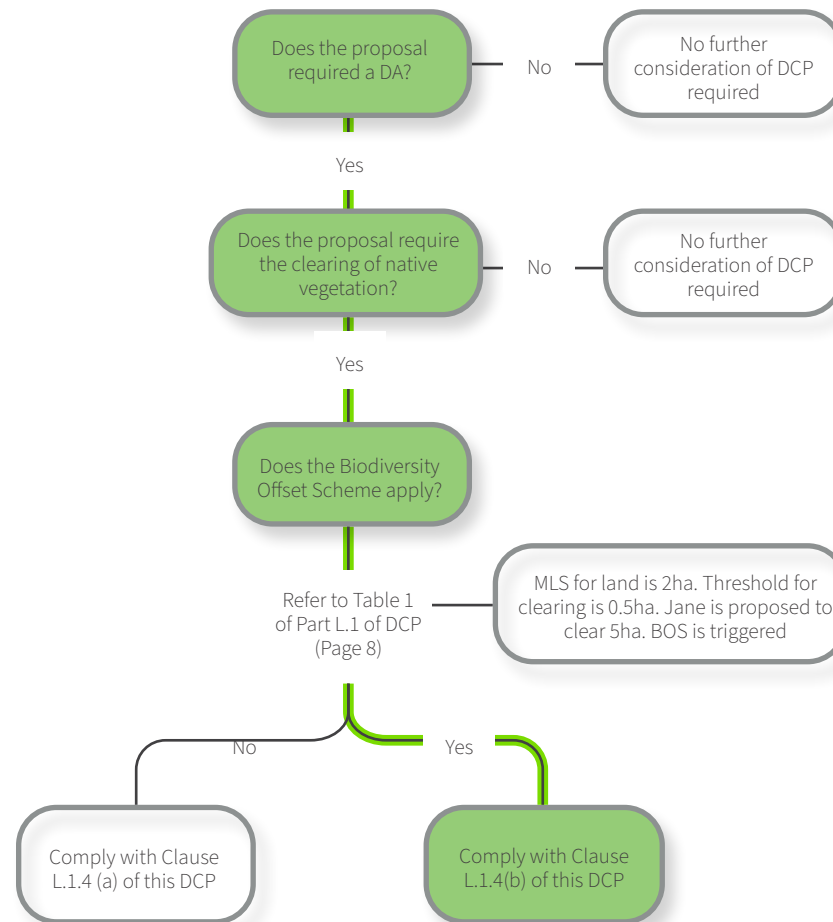 Does the proposal
required a DA?
No
No further
consideration of DCP
required
Yes
Does the proposal require
the clearing of native
vegetation?
No
No further
consideration of DCP
required
Yes
Does the Biodiversity
Offset Scheme apply?
Refer to Table 1
of Part L.1 of DCP
(Page 8)
MLS for land is 2ha. Threshold for
clearing is 0.5ha. Jane is proposed to
clear 5ha. BOS is triggered
No
Yes
Comply with Clause
L.1.4 (a) of this DCP
Comply with Clause
L.1.4(b) of this DCP